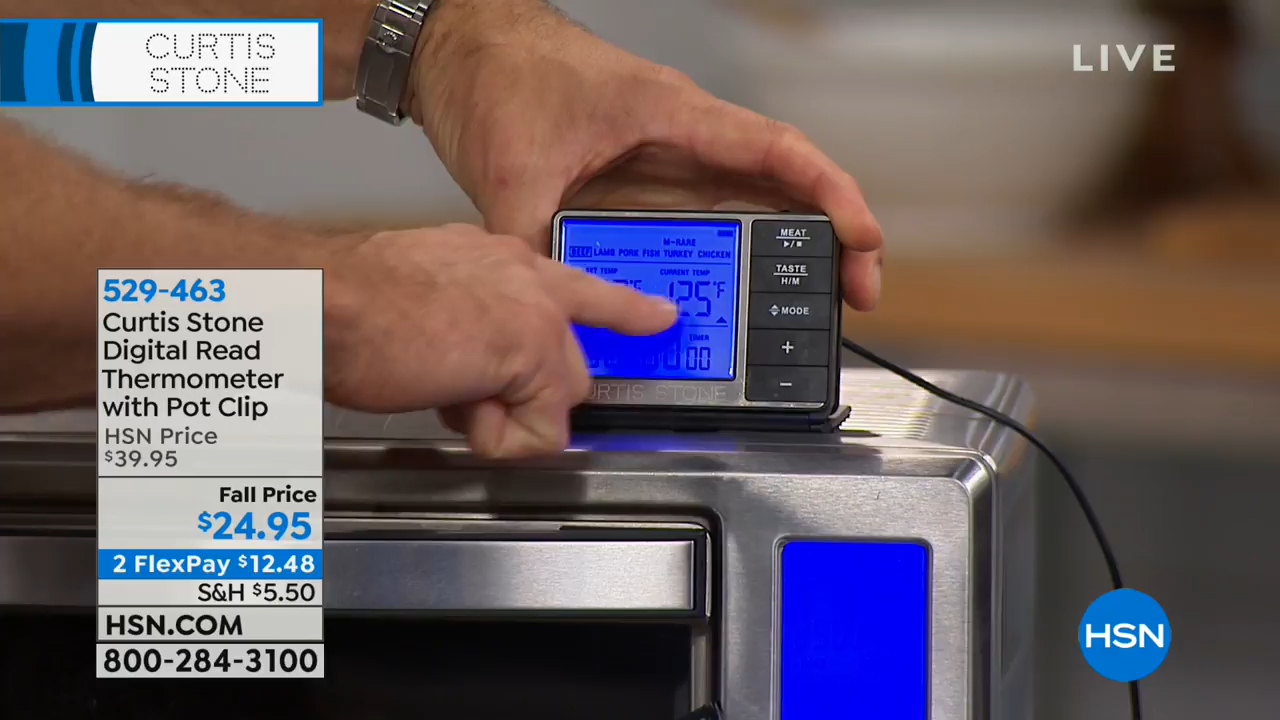 CURTIS
STONE
LIVE
529-463
Curtis Stone
Digital Read
Thermometer
with Pot Clip
HSN Price
$39.95
Fall Price
$24.95
2 FlexPay $12.48
S&H $5.50
HSN.COM
800-284-3100
M-RARE
BEEF LAMB PORK FISH TURKEY CHICKEN
TEMP CURRENT TEMP
°F 125°F
TIMER
00
CURTIS STONE
MEAT
▶/■
TASTE
H/M
MODE
+
−
HSN